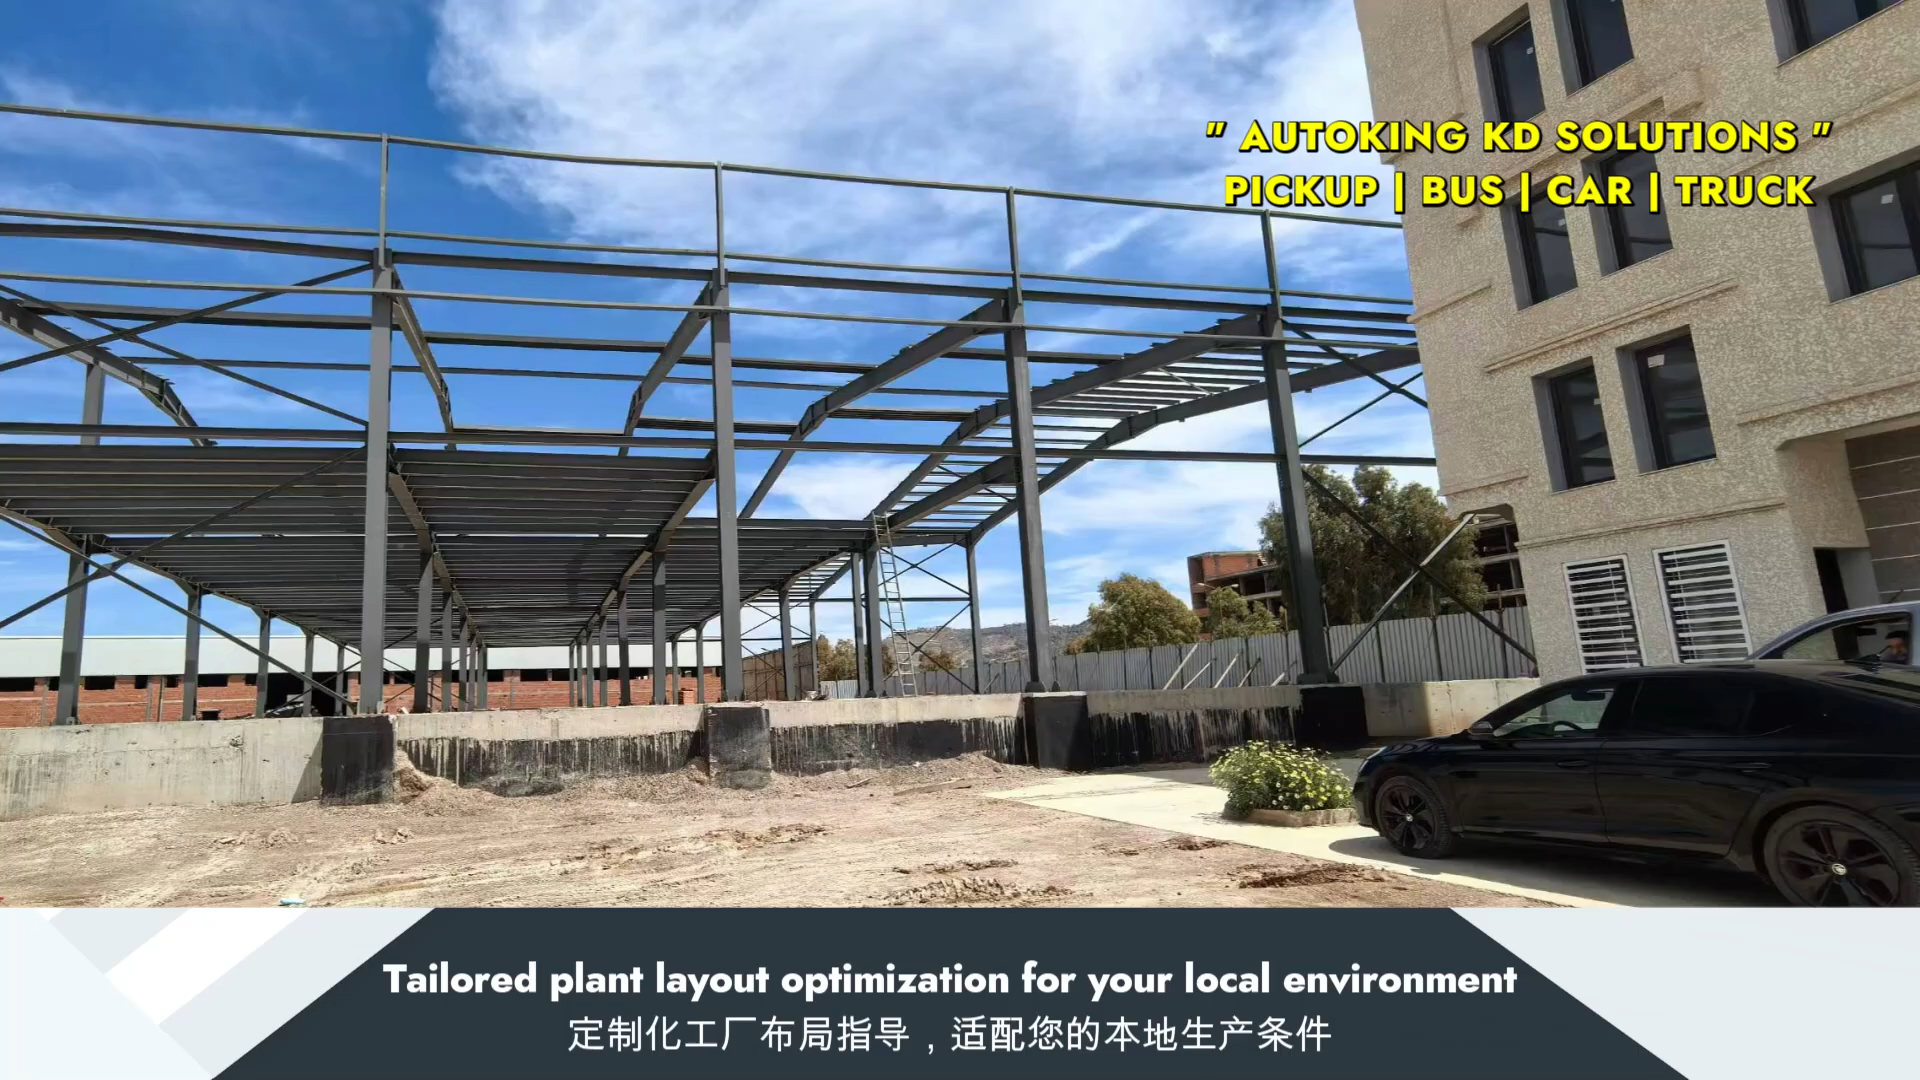 " AUTOKING KD SOLUTIONS "
PICKUP | BUS | CAR | TRUCK
Tailored plant layout optimization for your local environment
定制化工厂布局指导，适配您的本地生产条件